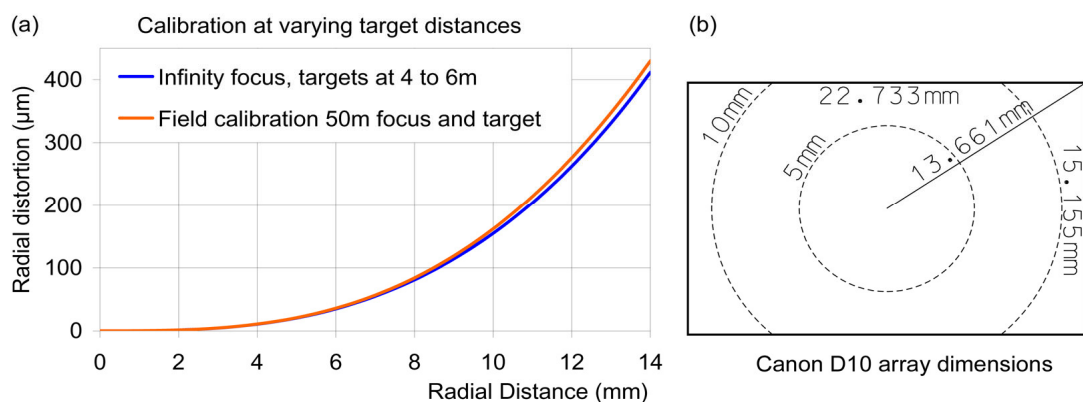 (a)
Calibration at varying target distances
Infinity focus, targets at 4 to 6m
Field calibration 50m focus and target
Radial distortion (µm)
400
300
200
100
0
0 2 4 6 8 10 12 14
Radial Distance (mm)
(b)
22.733mm
10mm
5mm
13.661mm
15.155mm
Canon D10 array dimensions